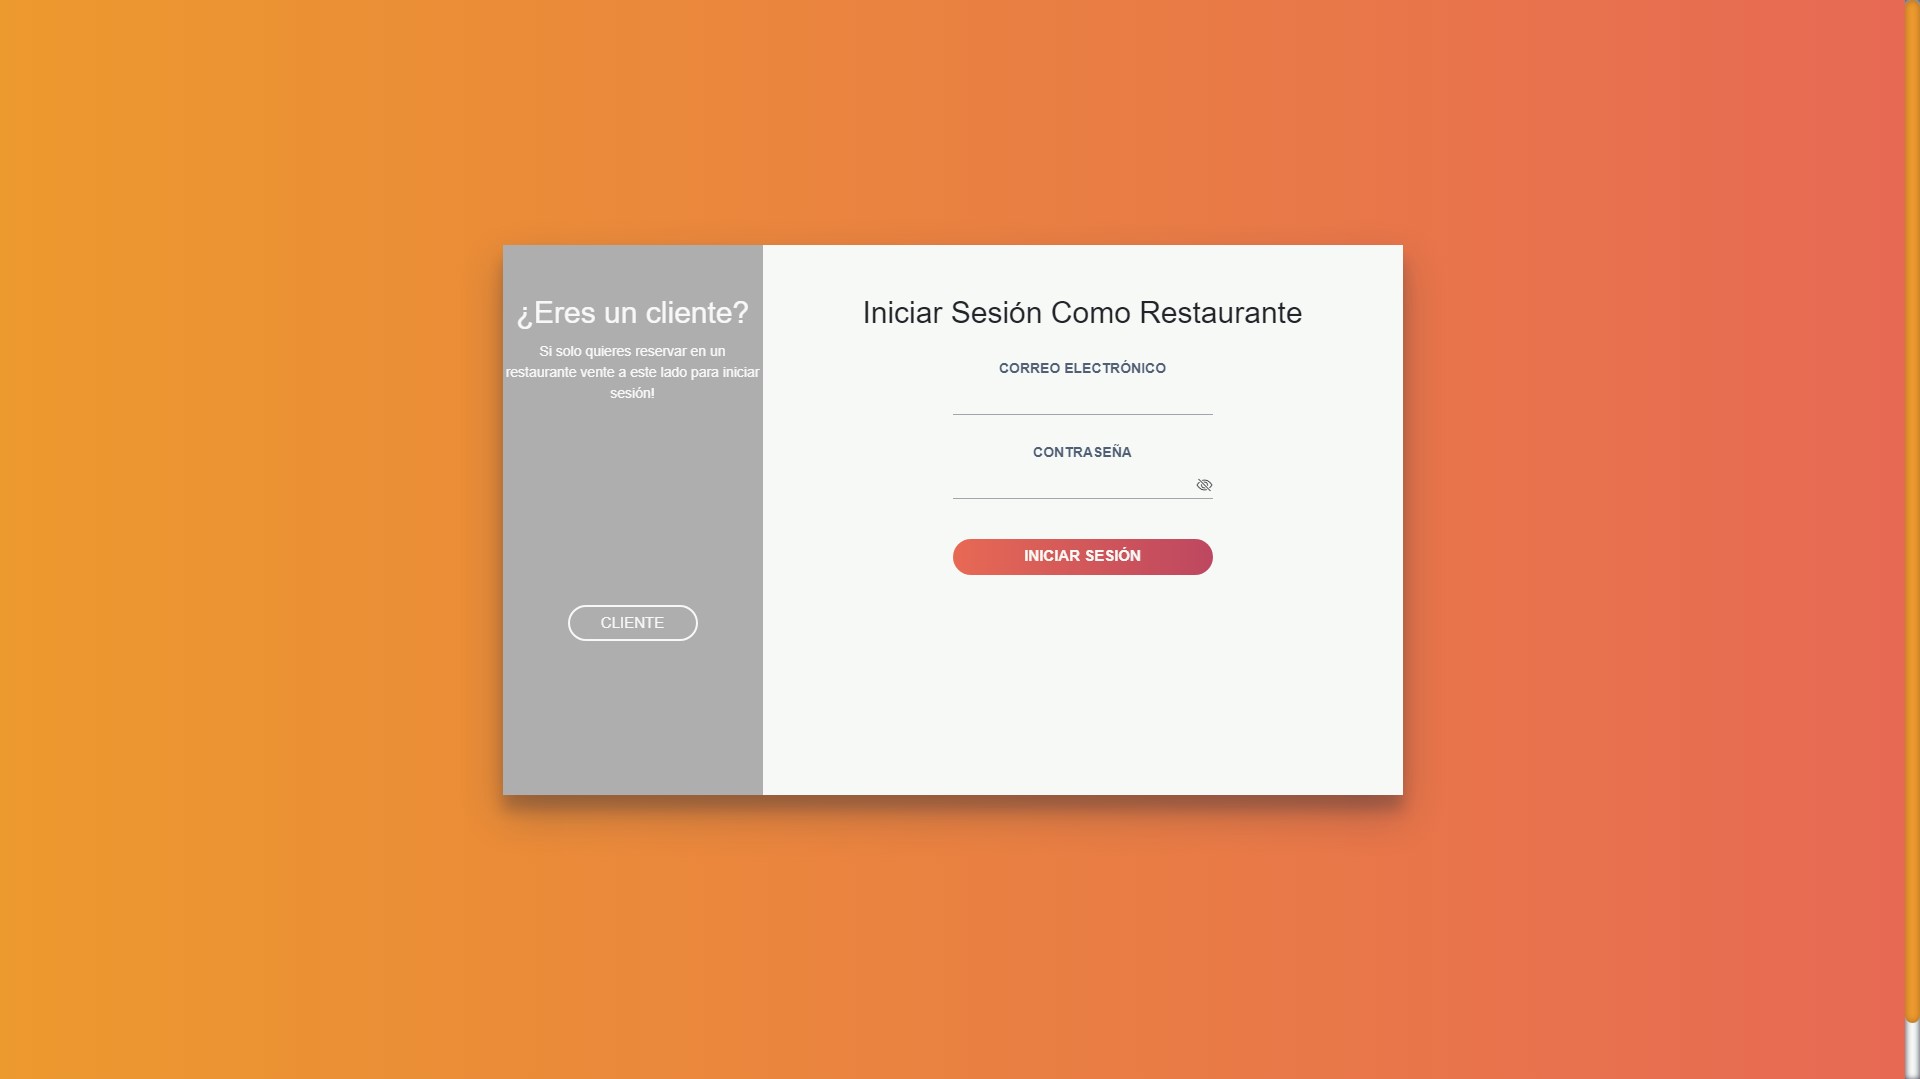 ¿Eres un cliente?
Si solo quieres reservar en un
restaurante vente a este lado para iniciar
sesión!
CLIENTE
Iniciar Sesión Como Restaurante
CORREO ELECTRÓNICO
CONTRASEÑA
INICIAR SESIÓN